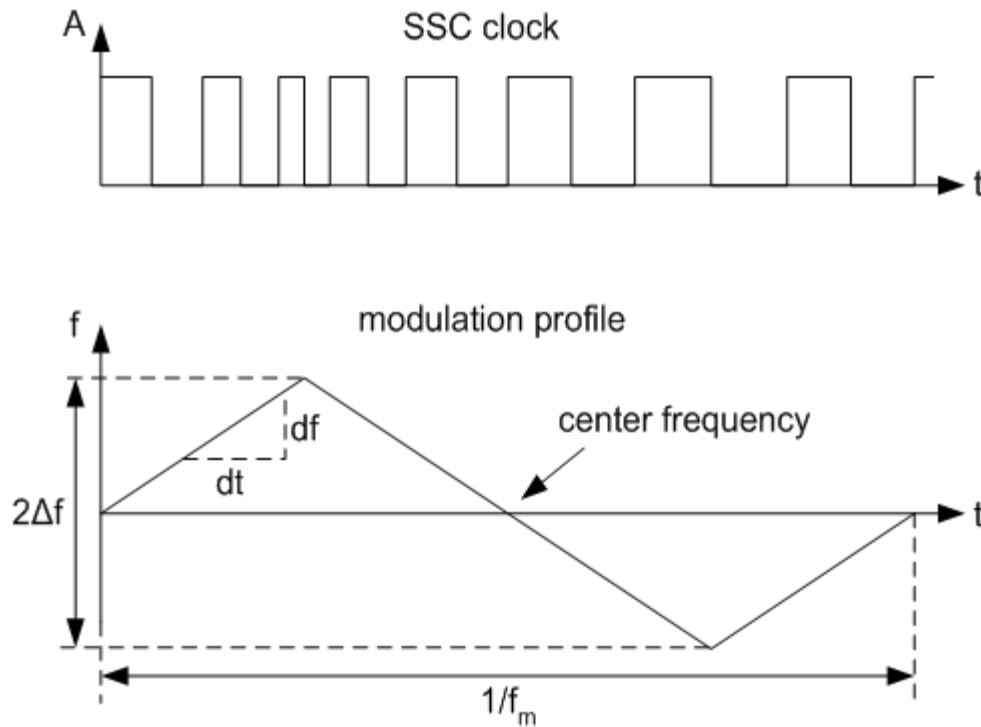 A
SSC clock
t
f
modulation profile
center frequency
df
dt
2Δf
t
1/fm